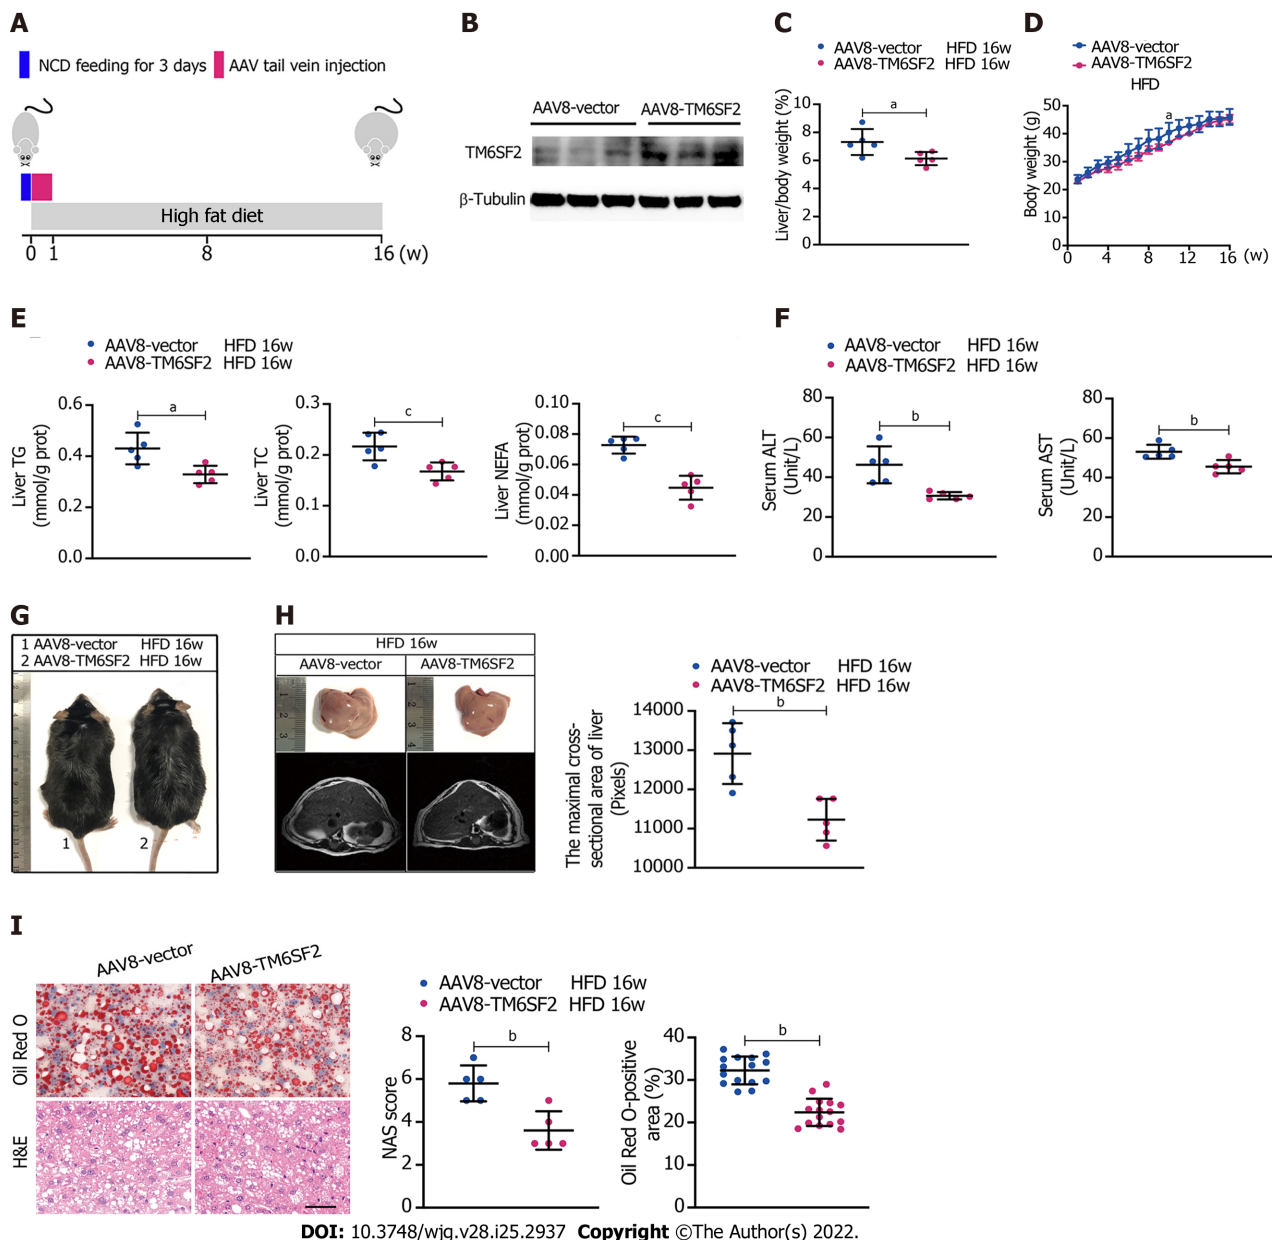 A
NCD feeding for 3 days
AAV tail vein injection
High fat diet
0 1 8 16 (w)
B
AAV8-vector AAV8-TM6SF2
TM6SF2
β-Tubulin
C
AAV8-vector HFD 16w
AAV8-TM6SF2 HFD 16w
Liver/body weight (%)
10
8
6
4
2
0
a
D
AAV8-vector
AAV8-TM6SF2
HFD
Body weight (g)
50
40
30
20
10
0
a
0 4 8 12 16 (w)
E
AAV8-vector HFD 16w
AAV8-TM6SF2 HFD 16w
Liver TG
(mmol/g prot)
0.6
0.4
0.2
0.0
a
Liver TC
(mmol/g prot)
0.3
0.2
0.1
0.0
c
Liver NEFA
(mmol/g prot)
0.10
0.08
0.06
0.04
0.02
0.00
c
F
AAV8-vector HFD 16w
AAV8-TM6SF2 HFD 16w
Serum ALT
(Unit/L)
80
60
40
20
0
b
Serum AST
(Unit/L)
80
60
40
20
0
b
G
1 AAV8-vector HFD 16w
2 AAV8-TM6SF2 HFD 16w
1 2
H
HFD 16w
AAV8-vector AAV8-TM6SF2
1
2
3
1
2
3
4
AAV8-vector HFD 16w
AAV8-TM6SF2 HFD 16w
The maximal cross-
sectional area of liver
(Pixels)
14000
13000
12000
11000
10000
b
I
AAV8-vector AAV8-TM6SF2
Oil Red O
H&E
AAV8-vector HFD 16w
AAV8-TM6SF2 HFD 16w
NAS score
8
6
4
2
0
b
Oil Red O-positive
area (%)
40
30
20
10
0
b
DOI: 10.3748/wjg.v28.i25.2937 Copyright ©The Author(s) 2022.